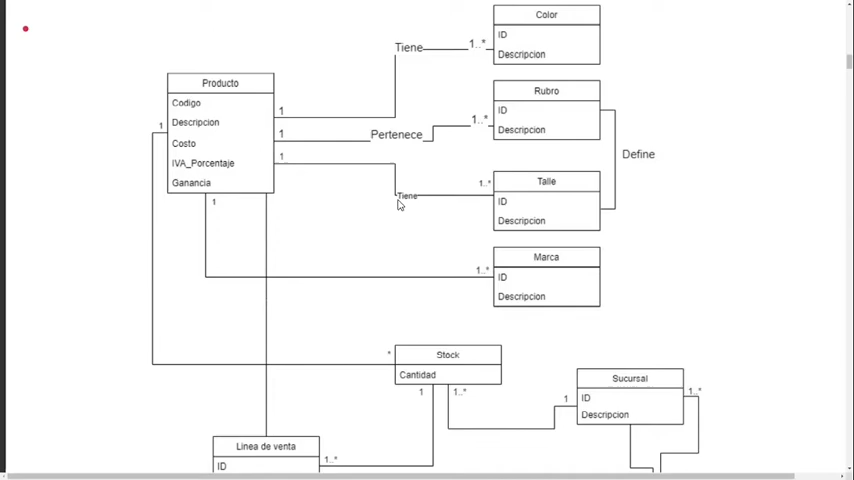 Color
ID
Descripcion
Tiene
1..*
Producto
Codigo
Descripcion
Costo
IVA_Porcentaje
Ganancia
1
1
1
1
1
Pertenece
1..*
Rubro
ID
Descripcion
Define
Tiene
1..*
Talle
ID
Descripcion
1..*
Marca
ID
Descripcion
*
Stock
Cantidad
1
1..*
1
Sucursal
ID
Descripcion
1..*
Linea de venta
ID
1..*